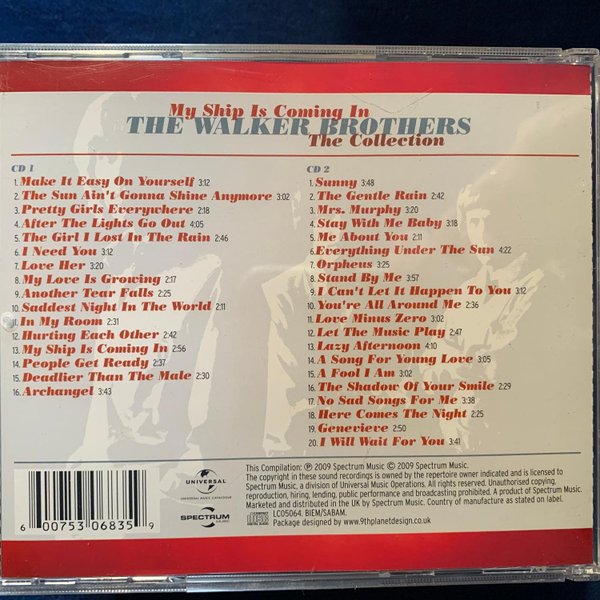 My Ship Is Coming In
THE WALKER BROTHERS
The Collection
CD 1
1. Make It Easy On Yourself 3:12
2. The Sun Ain't Gonna Shine Anymore 3:02
3. Pretty Girls Everywhere 2:18
4. After The Lights Go Out 4:05
5. The Girl I Lost In The Rain 2:46
6. I Need You 3:12
7. Love Her 3:20
8. My Love Is Growing 2:17
9. Another Tear Falls 2:25
10. Saddest Night In The World 2:11
11. In My Room 2:31
12. Hurting Each Other 2:42
13. My Ship Is Coming In 2:56
14. People Get Ready 2:37
15. Deadlier Than The Male 2:30
16. Archangel 3:43
CD 2
1. Sunny 3:48
2. The Gentle Rain 2:42
3. Mrs. Murphy 3:20
4. Stay With Me Baby 3:18
5. Me About You 2:11
6. Everything Under The Sun 4:22
7. Orpheus 3:25
8. Stand By Me 3:57
9. I Can't Let It Happen To You 3:12
10. You're All Around Me 2:36
11. Love Minus Zero 3:02
12. Let The Music Play 2:47
13. Lazy Afternoon 4:10
14. A Song For Young Love 3:05
15. A Fool I Am 3:02
16. The Shadow Of Your Smile 2:29
17. No Sad Songs For Me 3:38
18. Here Comes The Night 2:25
19. Genevieve 2:50
20. I Will Wait For You 3:41
UNIVERSAL
UNIVERSAL MUSIC CATALOGUE
SPECTRUM
MUSIC
6 00753 06835 9
This Compilation: ℗ 2009 Spectrum Music © 2009 Spectrum Music.
The copyright in these sound recordings is owned by the repertoire owner indicated and is licensed to
Spectrum Music, a division of Universal Music Operations. All rights reserved. Unauthorised copying,
reproduction, hiring, lending, public performance and broadcasting prohibited. A product of Spectrum Music.
Marketed and distributed in the UK by Spectrum Music. Country of manufacture as stated on label.
LC05064. BIEM/SABAM.
Package designed by www.9thplanetdesign.co.uk